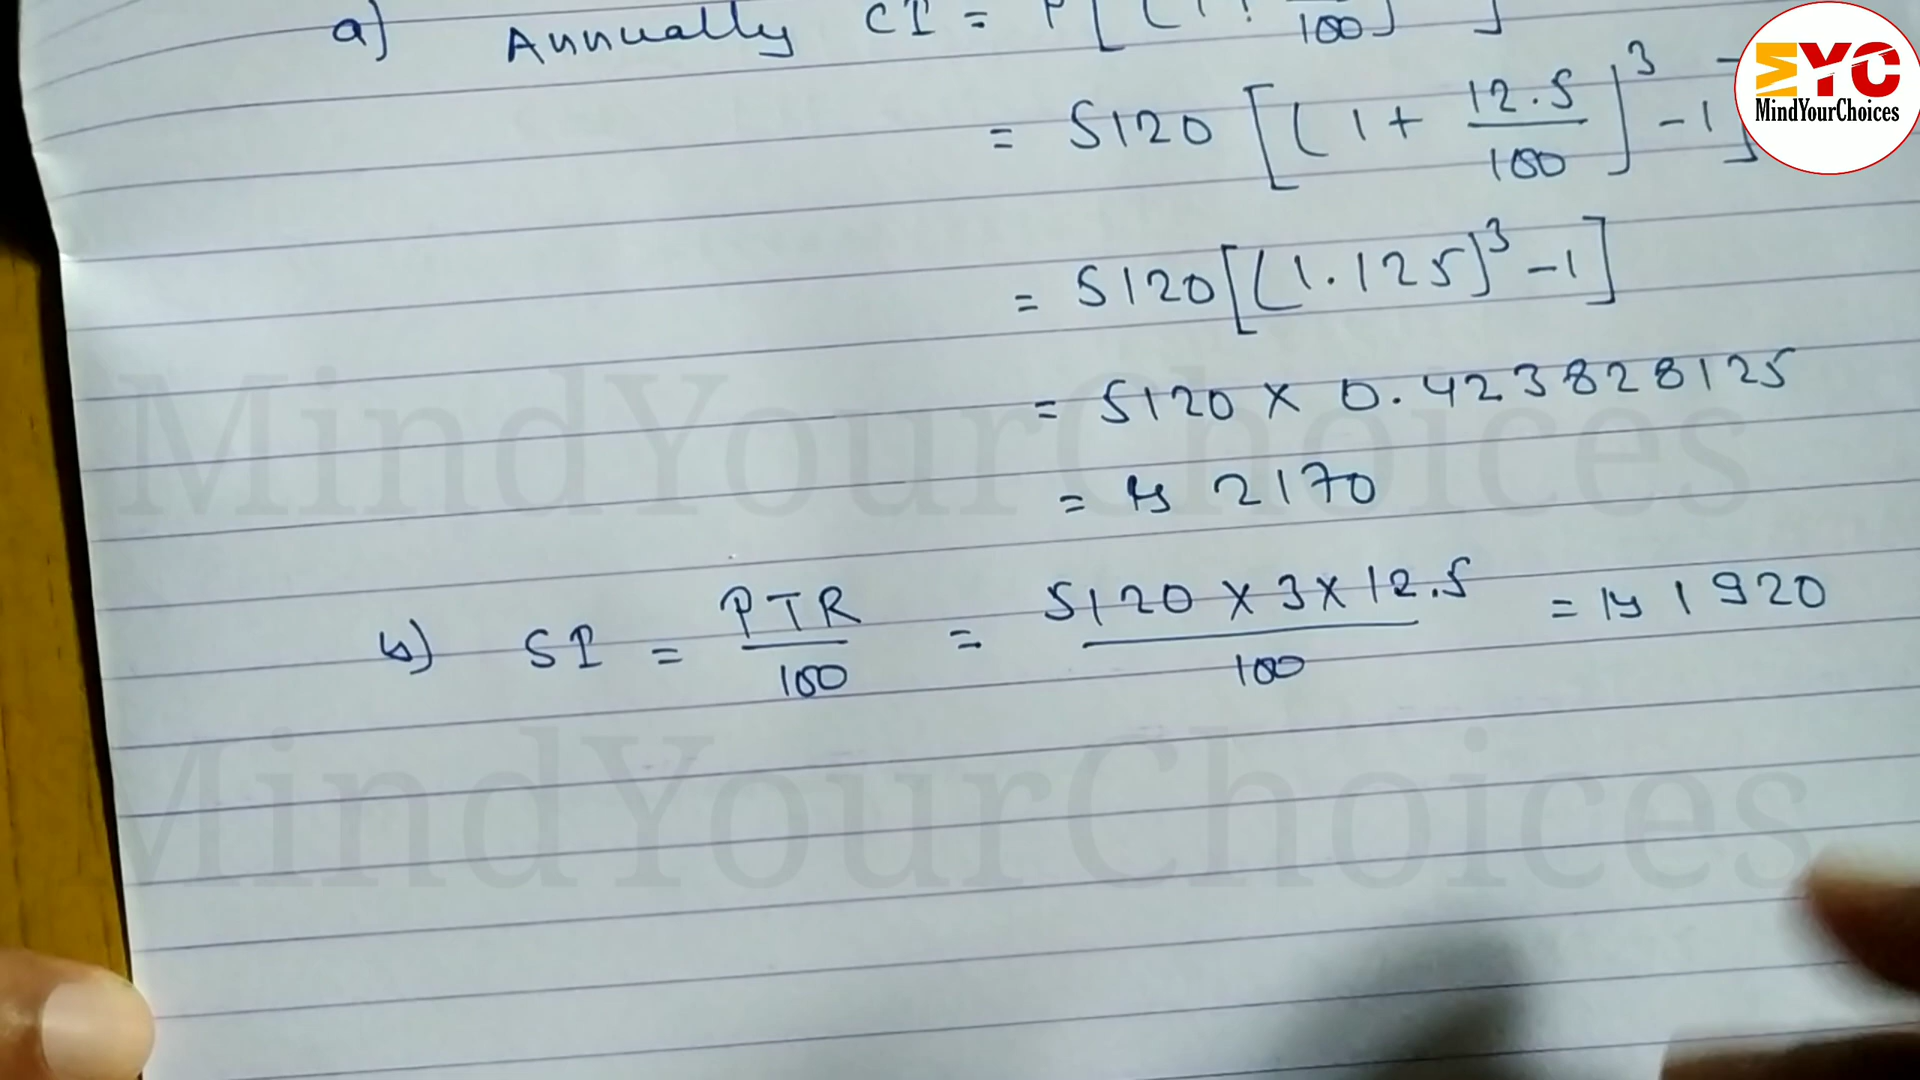 a) Annually CI = P[(1+ /100) ]
= 5120 [(1 + 12.5/100)^3 - 1]
MYC
MindYourChoices
= 5120[(1.125)^3 - 1]
= 5120 x 0.423828125
= Rs 2170
b) SI = PTR/100 = 5120 x 3 x 12.5/100 = Rs 1920
MindYourChoices
MindYourChoices